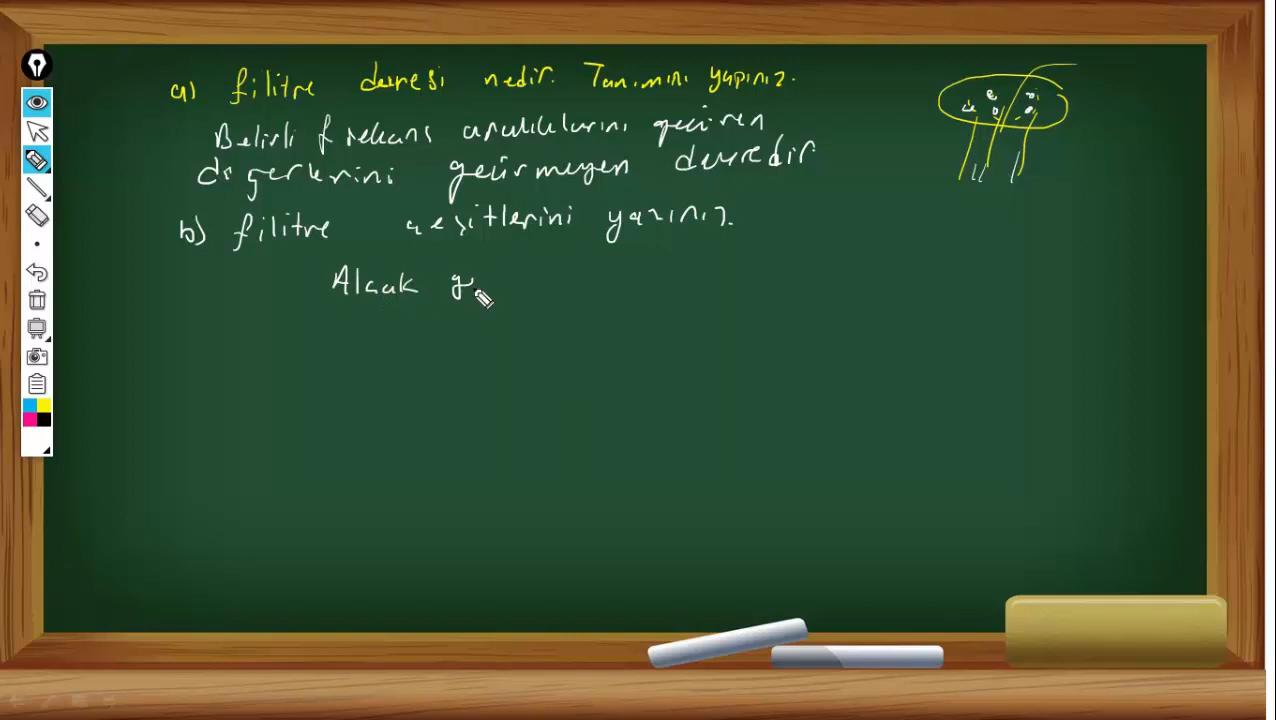 a) filitre devresi nedir. Tanımını yapınız.
Belirli frekans aralıklarını geçiren
diğerlerini geçirmeyen devredir
b) filitre çeşitlerini yazınız.
Alçak g